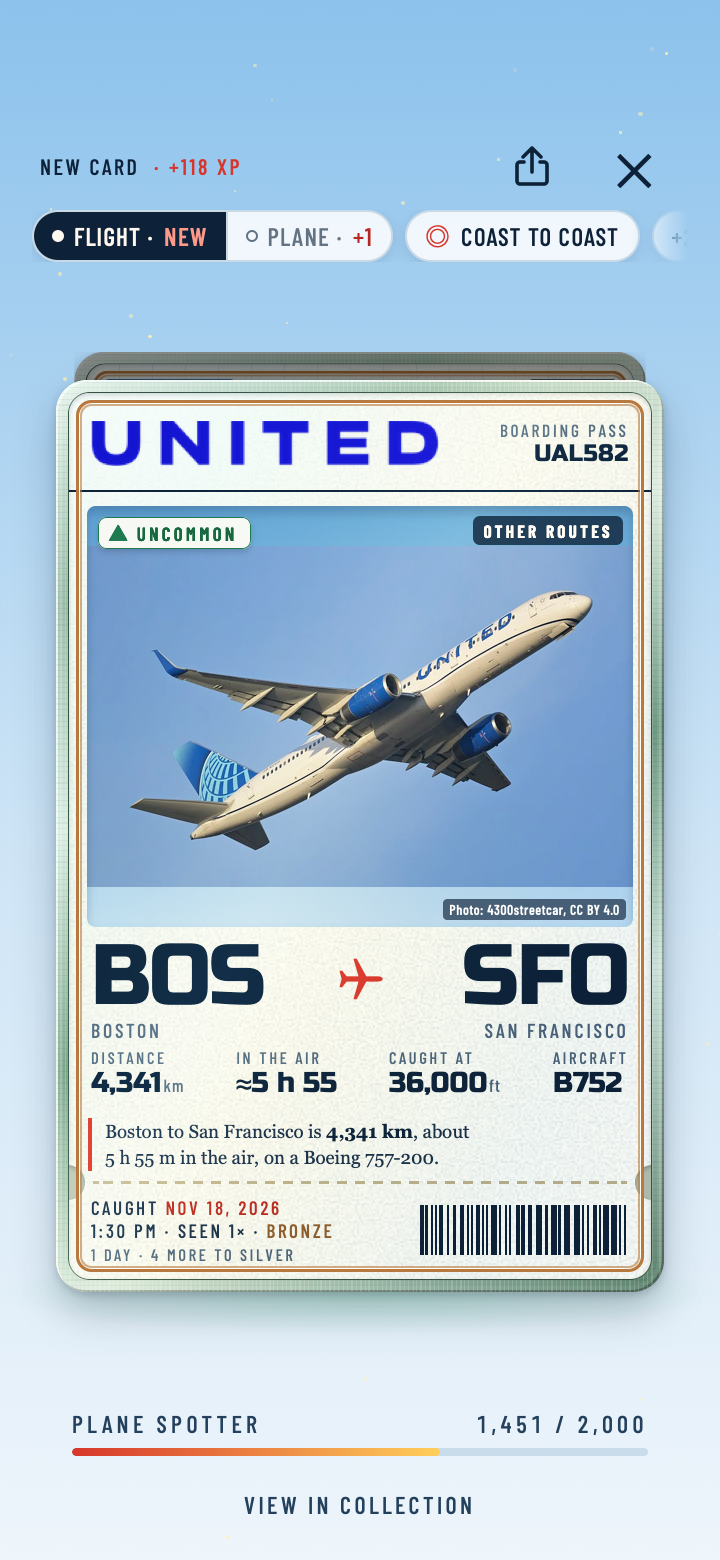 NEW CARD · +118 XP
FLIGHT · NEW
PLANE · +1
COAST TO COAST
UNITED
BOARDING PASS
UAL582
UNCOMMON
OTHER ROUTES
UNITED
Photo: 4300streetcar, CC BY 4.0
BOS
SFO
BOSTON
SAN FRANCISCO
DISTANCE
IN THE AIR
CAUGHT AT
AIRCRAFT
4,341 km
≈5 h 55
36,000 ft
B752
Boston to San Francisco is 4,341 km, about
5 h 55 m in the air, on a Boeing 757-200.
CAUGHT NOV 18, 2026
1:30 PM · SEEN 1× · BRONZE
1 DAY · 4 MORE TO SILVER
PLANE SPOTTER
1,451 / 2,000
VIEW IN COLLECTION